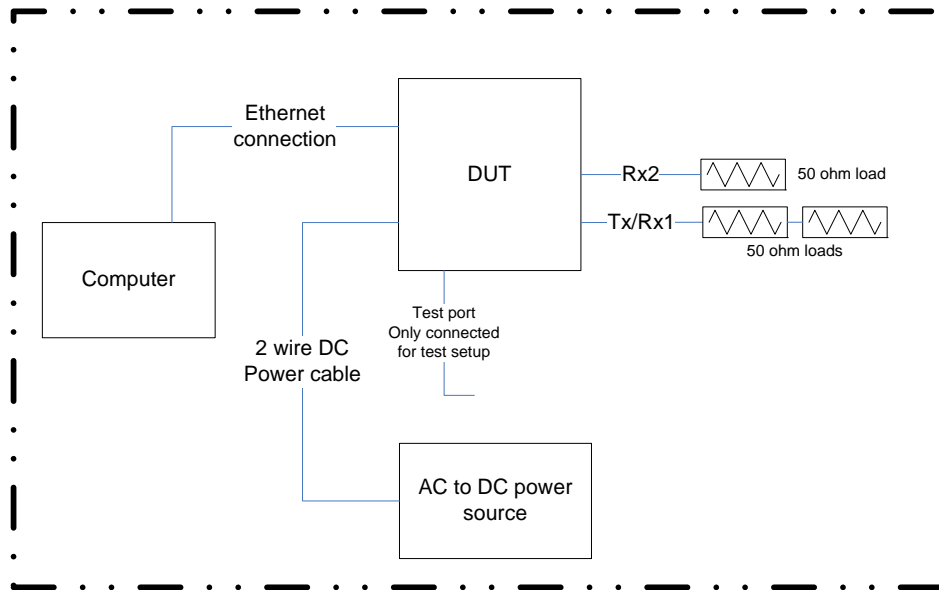 Ethernet
connection
DUT
Rx2
50 ohm load
Tx/Rx1
50 ohm loads
Computer
Test port
Only connected
for test setup
2 wire DC
Power cable
AC to DC power
source